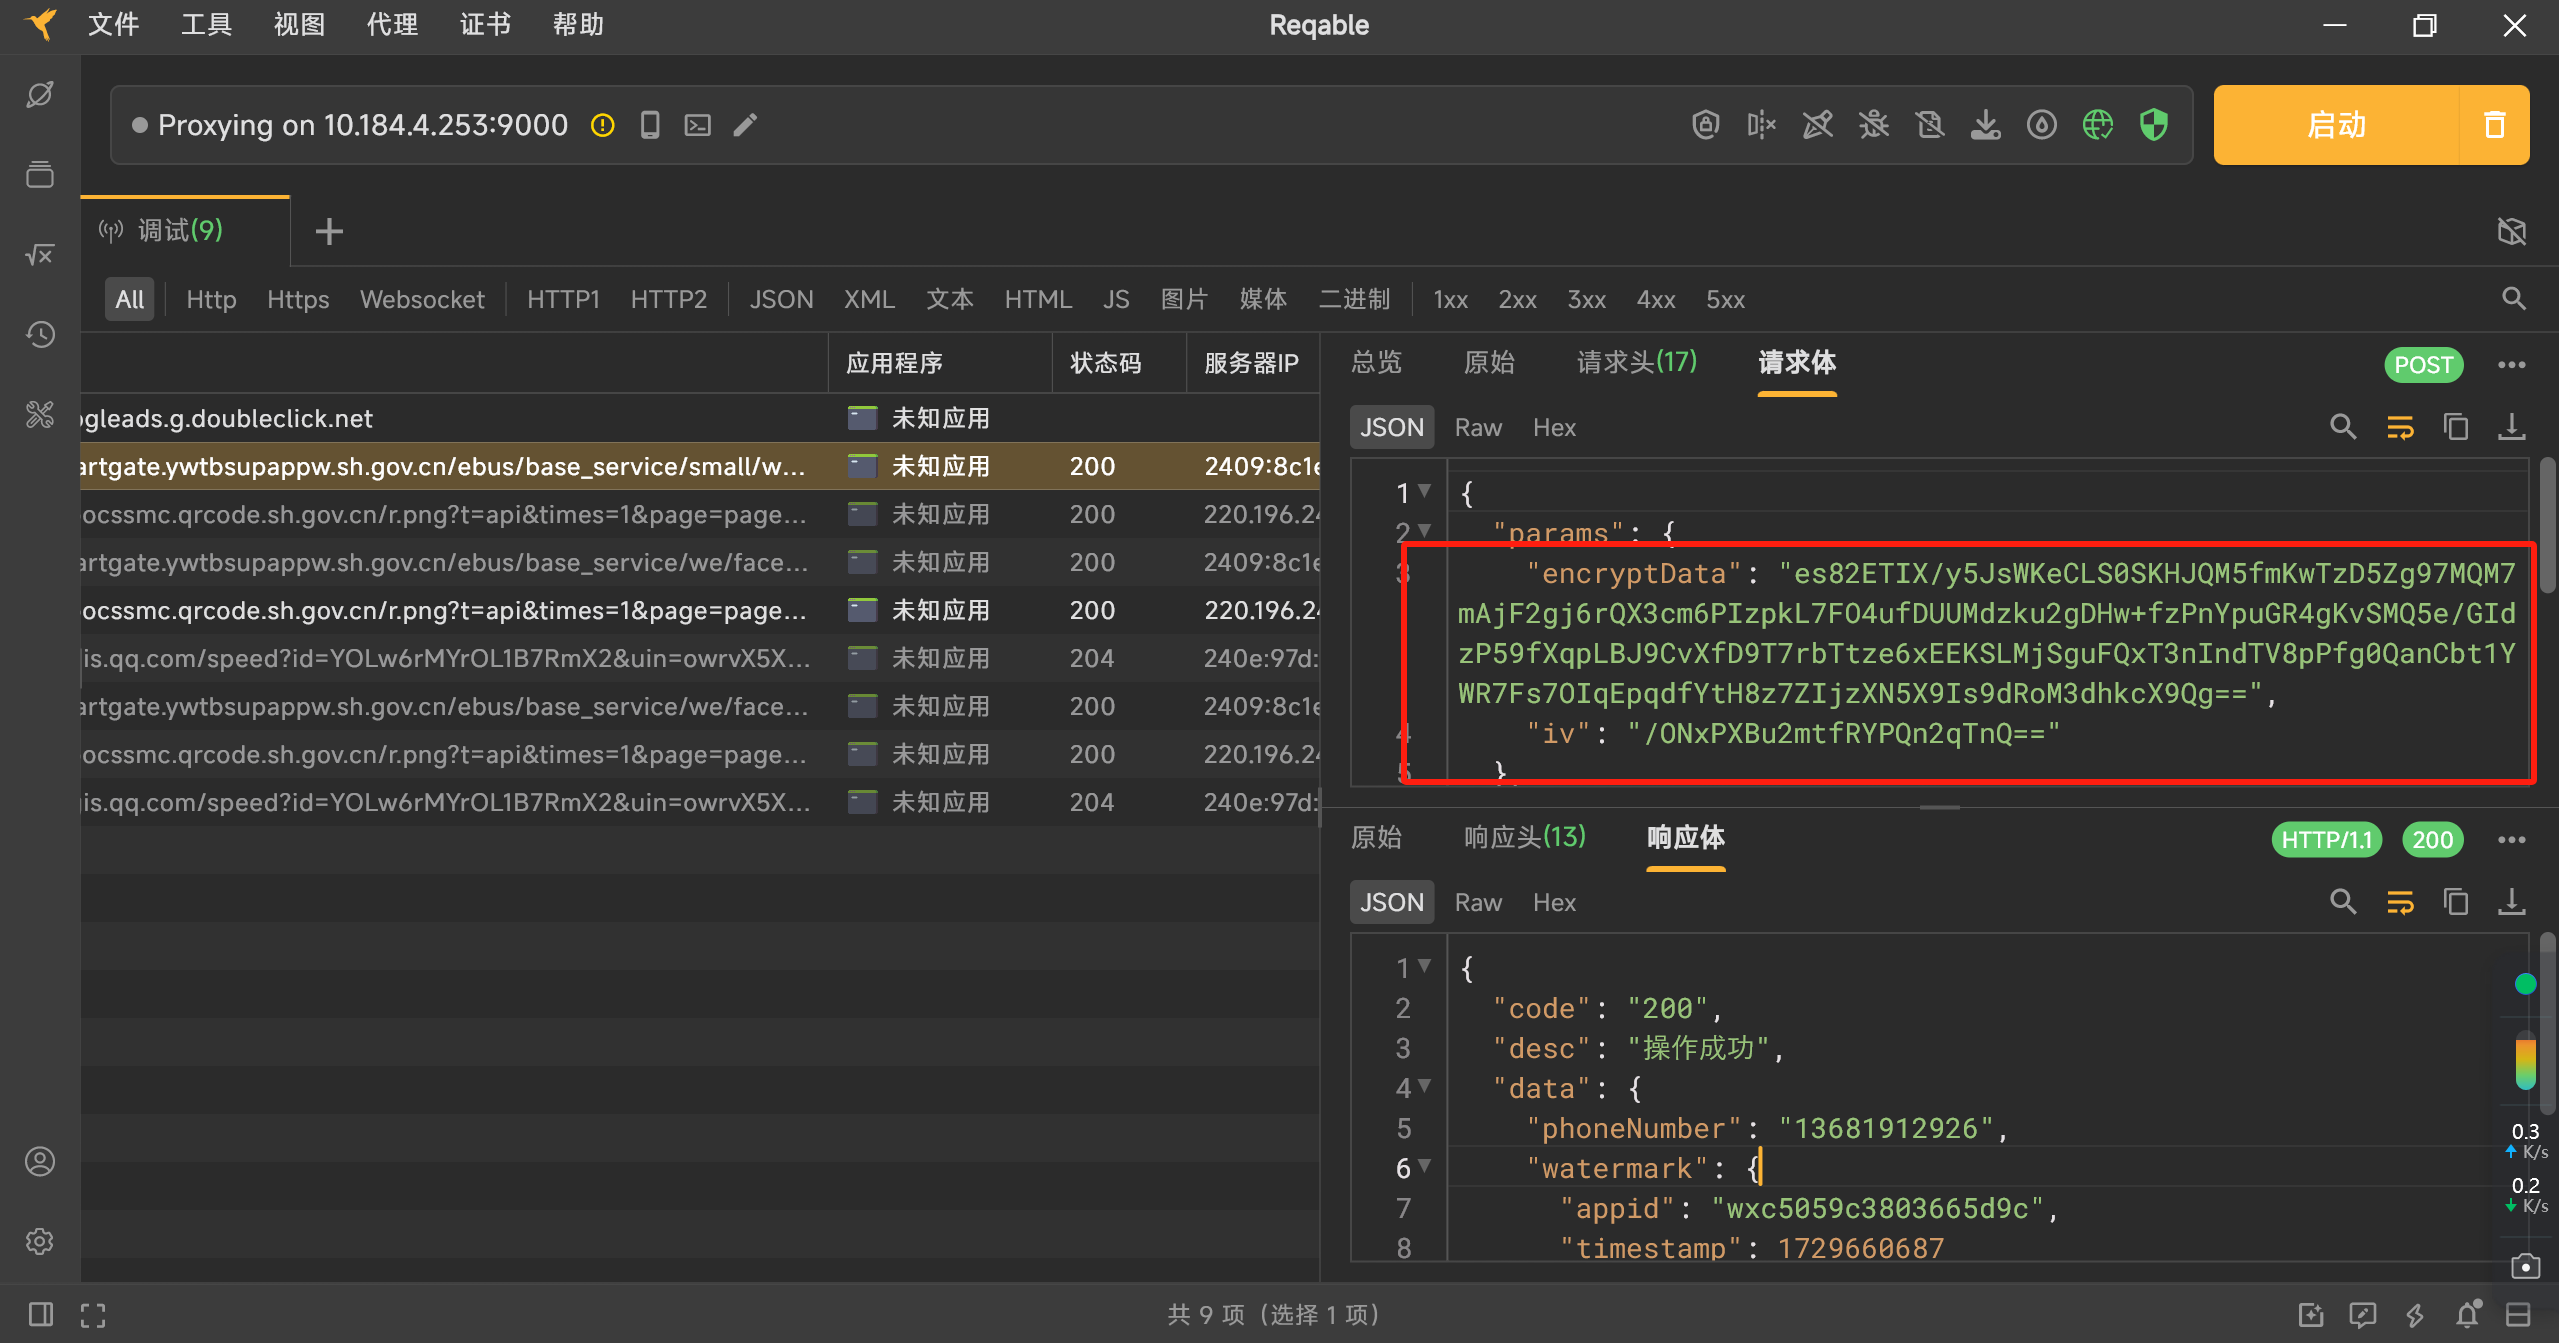 文件 工具 视图 代理 证书 帮助 Reqable
Proxying on 10.184.4.253:9000 启动
调试(9)
All Http Https Websocket HTTP1 HTTP2 JSON XML 文本 HTML JS 图片 媒体 二进制 1xx 2xx 3xx 4xx 5xx
应用程序 状态码 服务器IP
ogleads.g.doubleclick.net 未知应用
artgate.ywtbsupappw.sh.gov.cn/ebus/base_service/small/w... 未知应用 200 2409:8c1e
ocssmc.qrcode.sh.gov.cn/r.png?t=api&times=1&page=page... 未知应用 200 220.196.24
artgate.ywtbsupappw.sh.gov.cn/ebus/base_service/we/face... 未知应用 200 2409:8c1e
ocssmc.qrcode.sh.gov.cn/r.png?t=api&times=1&page=page... 未知应用 200 220.196.24
jis.qq.com/speed?id=YOLw6rMYrOL1B7RmX2&uin=owrvX5X... 未知应用 204 240e:97d:
artgate.ywtbsupappw.sh.gov.cn/ebus/base_service/we/face... 未知应用 200 2409:8c1e
ocssmc.qrcode.sh.gov.cn/r.png?t=api&times=1&page=page... 未知应用 200 220.196.24
jis.qq.com/speed?id=YOLw6rMYrOL1B7RmX2&uin=owrvX5X... 未知应用 204 240e:97d:
总览 原始 请求头(17) 请求体 POST
JSON Raw Hex
1 {
2 "params": {
3 "encryptData": "es82ETIX/y5JsWKeCLS0SKHJQM5fmKwTzD5Zg97MQM7
mAjF2gj6rQX3cm6PIzpkL7FO4ufDUUMdzku2gDHw+fzPnYpuGR4gKvSMQ5e/GId
zP59fXqpLBJ9CvXfD9T7rbTtze6xEEKSLMjSguFQxT3nIndTV8pPfg0QanCbt1Y
WR7Fs7OIqEpqdfYtH8z7ZIjzXN5X9Is9dRoM3dhkcX9Qg==",
4 "iv": "/ONxPXBu2mtfRYPQn2qTnQ=="
5 }
原始 响应头(13) 响应体 HTTP/1.1 200
JSON Raw Hex
1 {
2 "code": "200",
3 "desc": "操作成功",
4 "data": {
5 "phoneNumber": "13681912926",
6 "watermark": {
7 "appid": "wxc5059c3803665d9c",
8 "timestamp": 1729660687
0.3
K/s
0.2
K/s
共 9 项（选择 1 项）